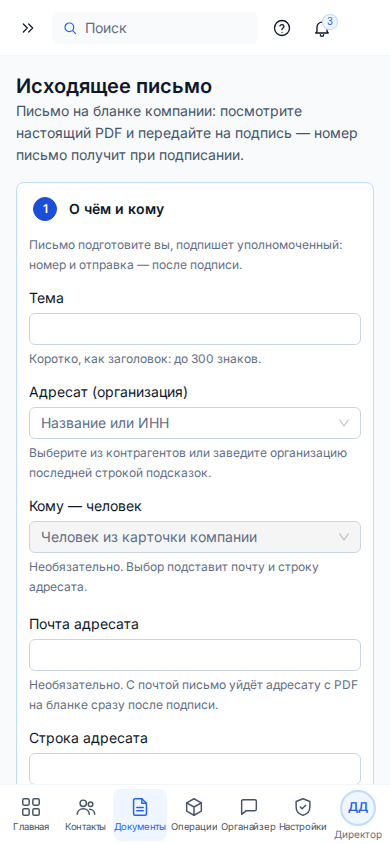 Поиск
3
Исходящее письмо
Письмо на бланке компании: посмотрите
настоящий PDF и передайте на подпись — номер
письмо получит при подписании.
1 О чём и кому
Письмо подготовите вы, подпишет уполномоченный:
номер и отправка — после подписи.
Тема
Коротко, как заголовок: до 300 знаков.
Адресат (организация)
Название или ИНН
Выберите из контрагентов или заведите организацию
последней строкой подсказок.
Кому — человек
Человек из карточки компании
Необязательно. Выбор подставит почту и строку
адресата.
Почта адресата
Необязательно. С почтой письмо уйдёт адресату с PDF
на бланке сразу после подписи.
Строка адресата
Главная Контакты Документы Операции Органайзер Настройки
ДД
Директор